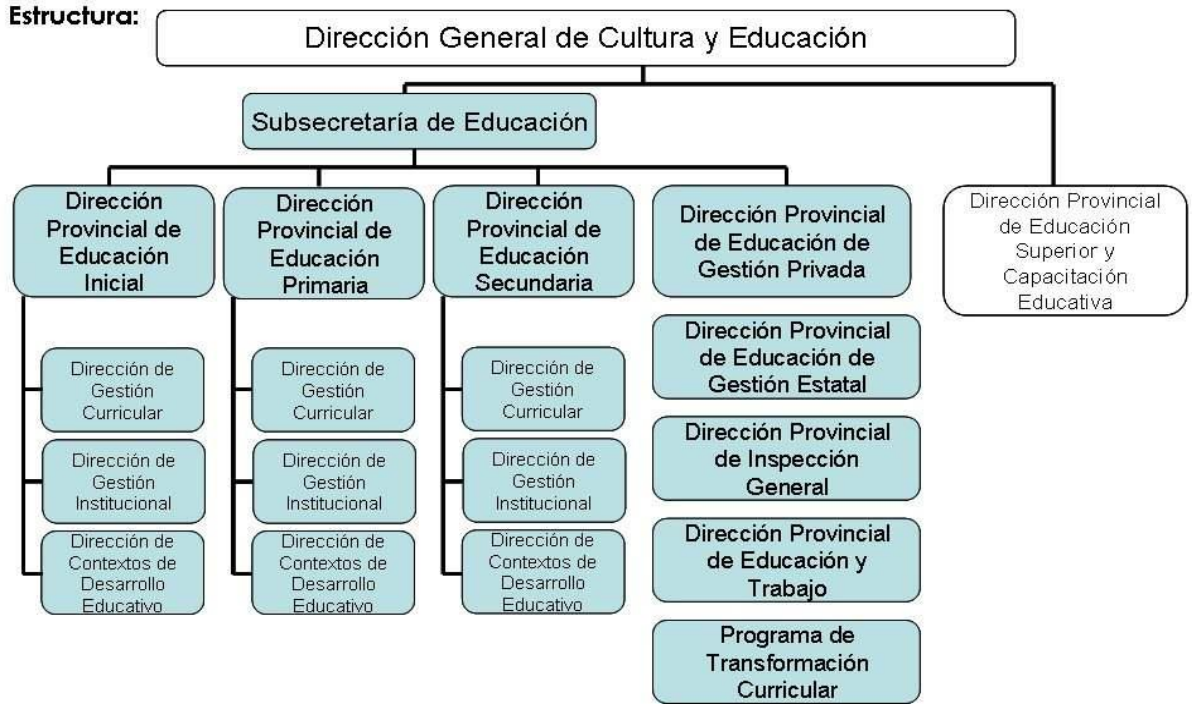 Estructura:
Dirección General de Cultura y Educación
Subsecretaría de Educación
Dirección
Provincial de
Educación
Inicial
Dirección
Provincial de
Educación
Primaria
Dirección
Provincial de
Educación
Secundaria
Dirección Provincial
de Educación de
Gestión Privada
Dirección Provincial
de Educación
Superior y
Capacitación
Educativa
Dirección de
Gestión
Curricular
Dirección de
Gestión
Institucional
Dirección de
Contextos de
Desarrollo
Educativo
Dirección de
Gestión
Curricular
Dirección de
Gestión
Institucional
Dirección de
Contextos de
Desarrollo
Educativo
Dirección de
Gestión
Curricular
Dirección de
Gestión
Institucional
Dirección de
Contextos de
Desarrollo
Educativo
Dirección Provincial
de Educación de
Gestión Estatal
Dirección Provincial
de Inspección
General
Dirección Provincial
de Educación y
Trabajo
Programa de
Transformación
Curricular